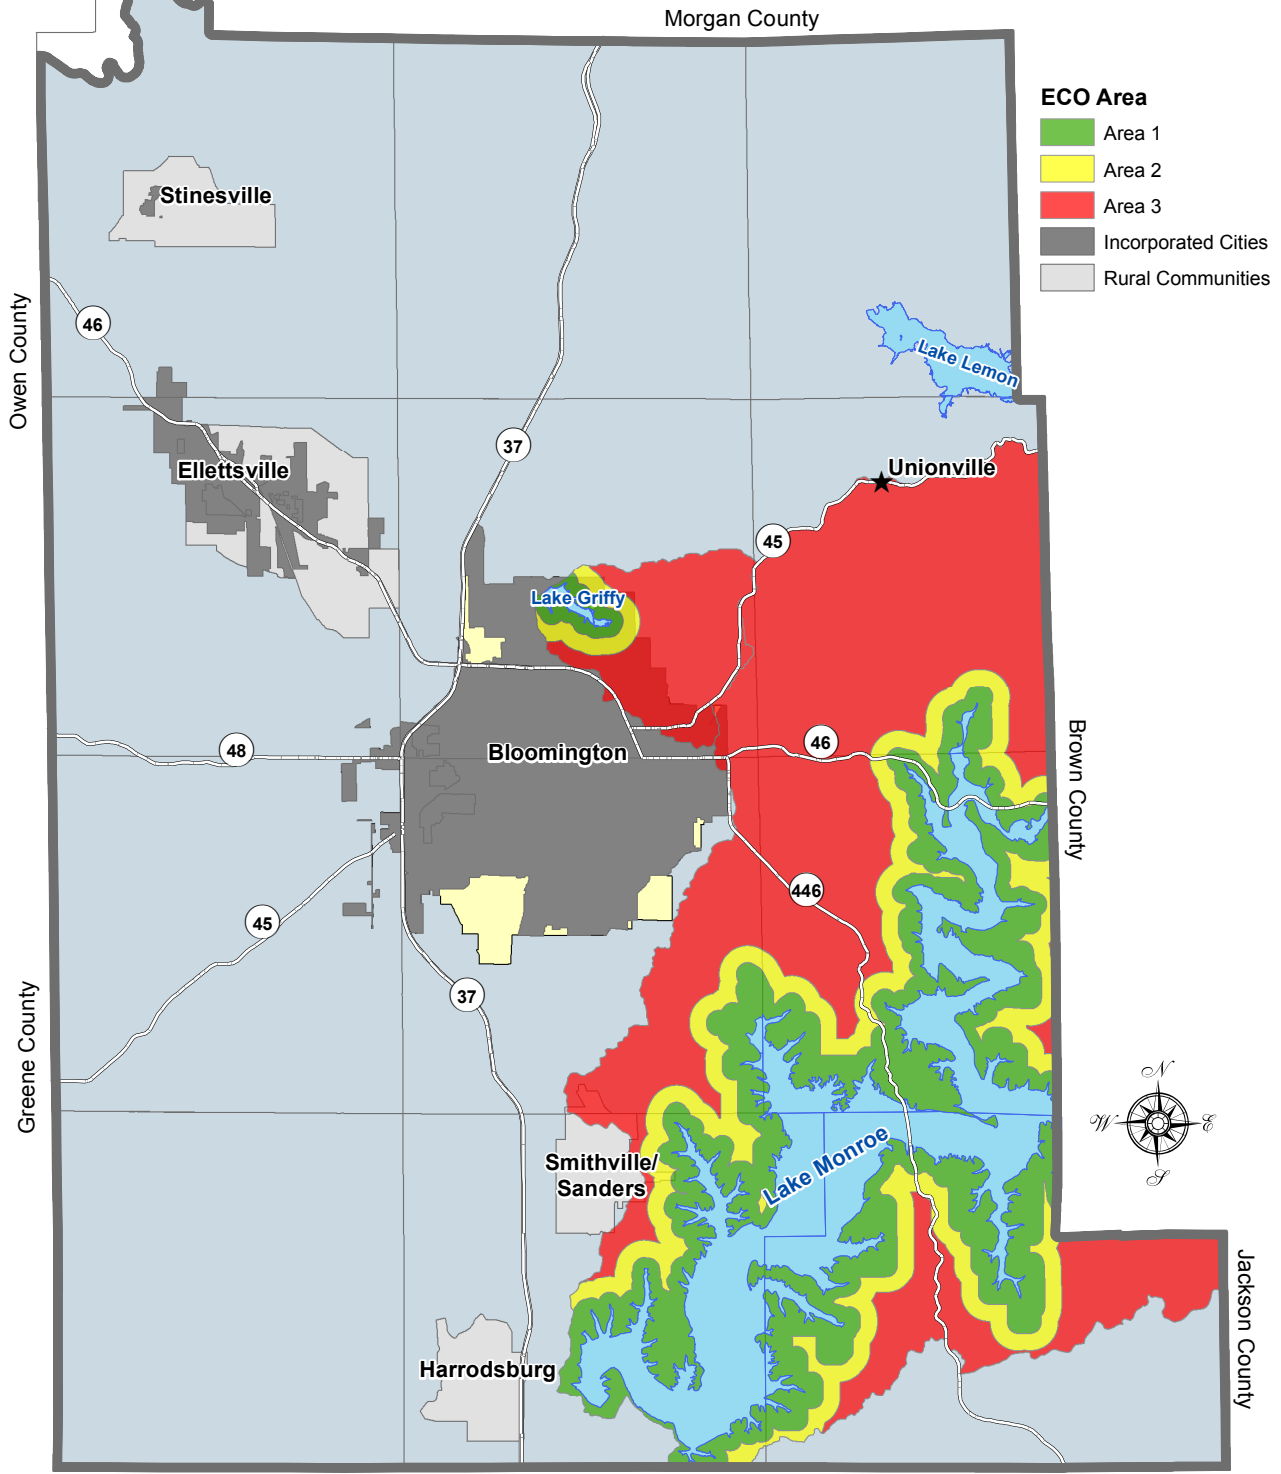 Morgan County
ECO Area
Area 1
Area 2
Area 3
Incorporated Cities
Rural Communities
Stinesville
Owen County
46
Lake Lemon
37
Ellettsville
Unionville
45
Lake Griffy
Brown County
48
Bloomington
46
446
45
37
Greene County
N
W
E
S
Smithville/
Sanders
Lake Monroe
Jackson County
Harrodsburg